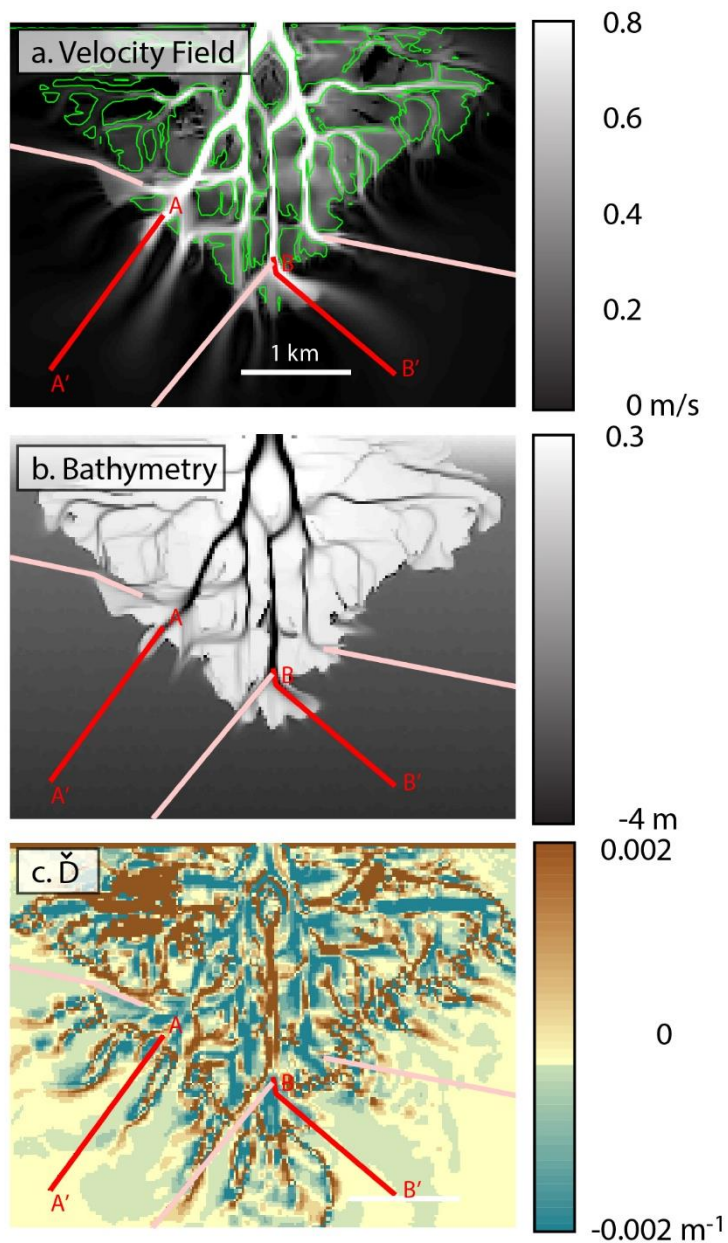 a. Velocity Field
0.8
0.6
0.4
0.2
0 m/s
A
A'
B
B'
1 km
b. Bathymetry
0.3
-4 m
A
A'
B
B'
c. Ď
0.002
0
-0.002 m⁻¹
A
A'
B
B'